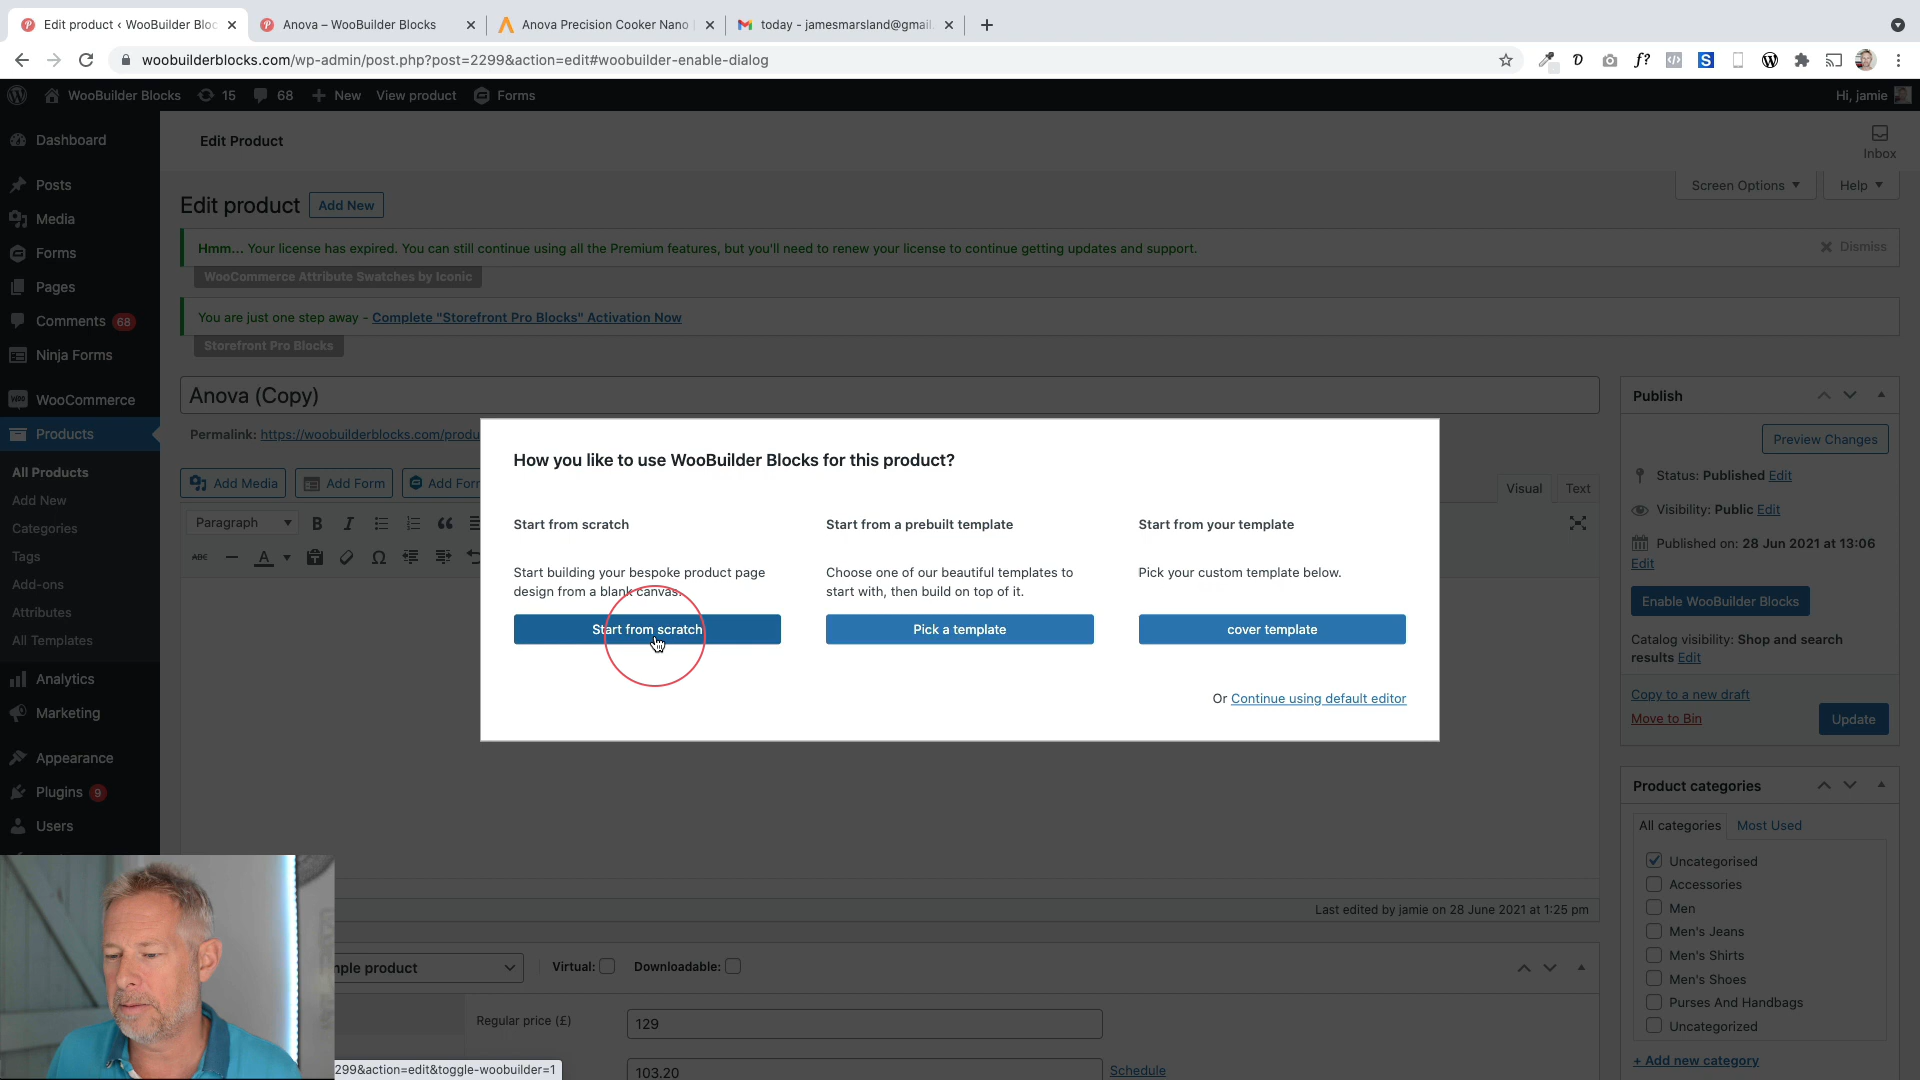 Edit product ‹ WooBuilder Bloc
Anova – WooBuilder Blocks
Anova Precision Cooker Nano
today - jamesmarsland@gmail.
woobuilderblocks.com/wp-admin/post.php?post=2299&action=edit#woobuilder-enable-dialog
WooBuilder Blocks
15
68
New
View product
Forms
Hi, jamie
Dashboard
Posts
Media
Forms
Pages
Comments 68
Ninja Forms
WooCommerce
Products
All Products
Add New
Categories
Tags
Add-ons
Attributes
All Templates
Analytics
Marketing
Appearance
Plugins 9
Users
Edit Product
Inbox
Screen Options
Help
Edit product
Add New
Hmm... Your license has expired. You can still continue using all the Premium features, but you'll need to renew your license to continue getting updates and support.
Dismiss
WooCommerce Attribute Swatches by Iconic
You are just one step away - Complete "Storefront Pro Blocks" Activation Now
Storefront Pro Blocks
Anova (Copy)
Permalink: https://woobuilderblocks.com/produ
Add Media
Add Form
Add For
Visual
Text
Paragraph
B
I
ABC
A
How you like to use WooBuilder Blocks for this product?
Start from scratch
Start building your bespoke product page
design from a blank canvas.
Start from scratch
Start from a prebuilt template
Choose one of our beautiful templates to
start with, then build on top of it.
Pick a template
Start from your template
Pick your custom template below.
cover template
Or Continue using default editor
Last edited by jamie on 28 June 2021 at 1:25 pm
mple product
Virtual:
Downloadable:
Regular price (£)
129
103.20
Schedule
299&action=edit&toggle-woobuilder=1
Publish
Preview Changes
Status: Published Edit
Visibility: Public Edit
Published on: 28 Jun 2021 at 13:06
Edit
Enable WooBuilder Blocks
Catalog visibility: Shop and search
results Edit
Copy to a new draft
Move to Bin
Update
Product categories
All categories
Most Used
Uncategorised
Accessories
Men
Men's Jeans
Men's Shirts
Men's Shoes
Purses And Handbags
Uncategorized
+ Add new category